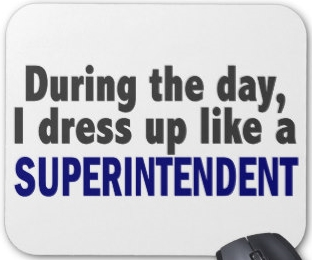 During the day,
I dress up like a
SUPERINTENDENT